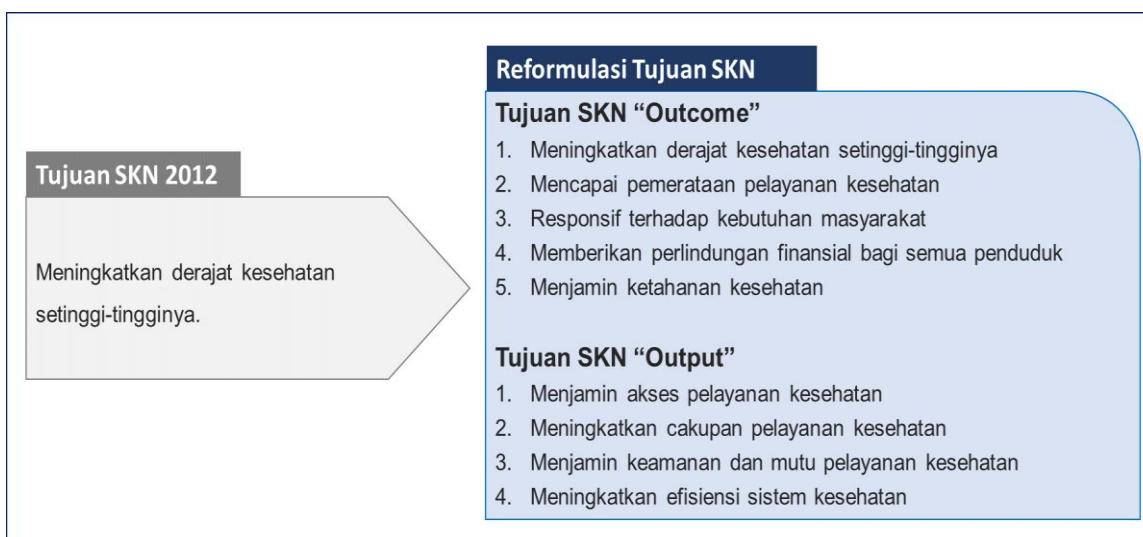 Tujuan SKN 2012
Meningkatkan derajat kesehatan
setinggi-tingginya.
Reformulasi Tujuan SKN
Tujuan SKN “Outcome”
1. Meningkatkan derajat kesehatan setinggi-tingginya
2. Mencapai pemerataan pelayanan kesehatan
3. Responsif terhadap kebutuhan masyarakat
4. Memberikan perlindungan finansial bagi semua penduduk
5. Menjamin ketahanan kesehatan
Tujuan SKN “Output”
1. Menjamin akses pelayanan kesehatan
2. Meningkatkan cakupan pelayanan kesehatan
3. Menjamin keamanan dan mutu pelayanan kesehatan
4. Meningkatkan efisiensi sistem kesehatan